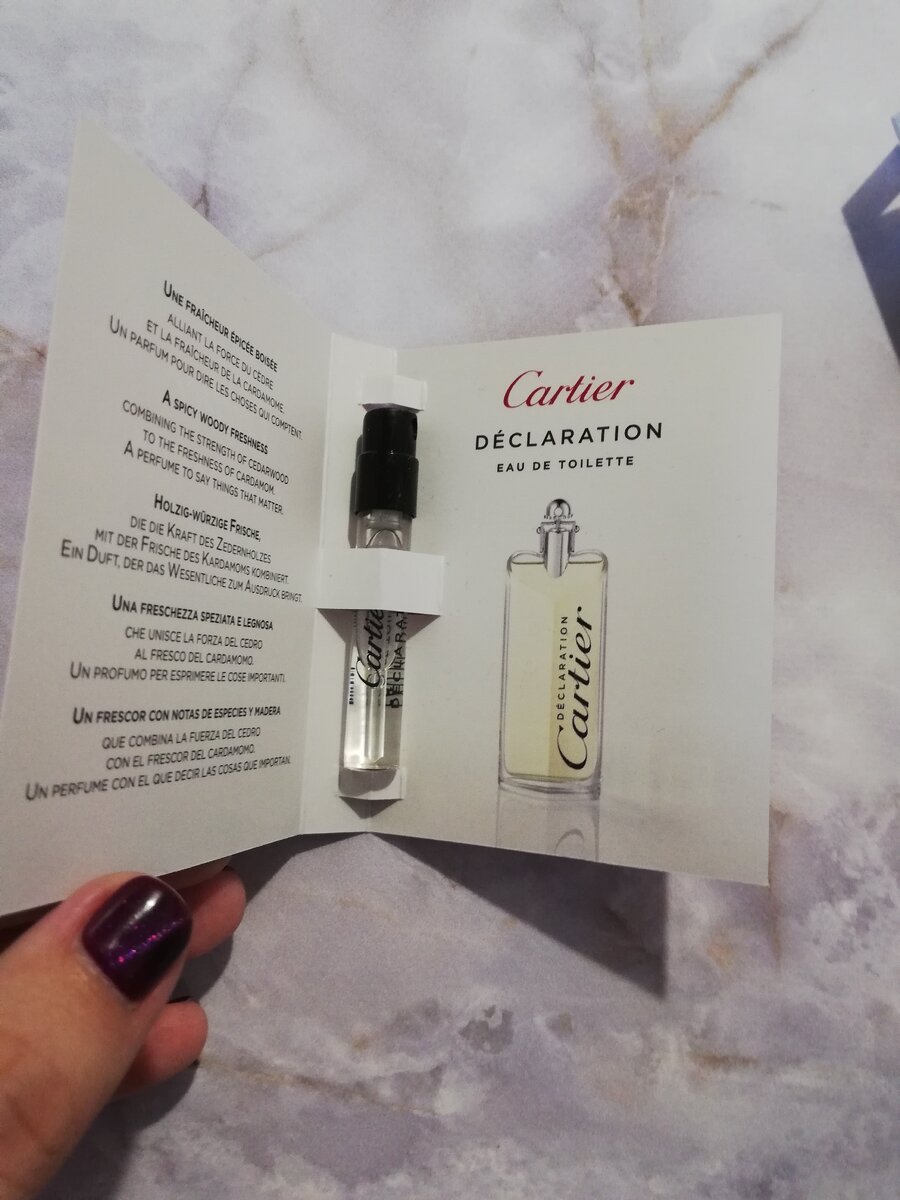 UNE FRAÎCHEUR ÉPICÉE BOISÉE
ALLIANT LA FORCE DU CÈDRE
ET LA FRAÎCHEUR DE LA CARDAMOME.
UN PARFUM POUR DIRE LES CHOSES QUI COMPTENT.
A SPICY WOODY FRESHNESS
COMBINING THE STRENGTH OF CEDARWOOD
TO THE FRESHNESS OF CARDAMOM.
A PERFUME TO SAY THINGS THAT MATTER.
HOLZIG-WÜRZIGE FRISCHE,
DIE DIE KRAFT DES ZEDERNHOLZES
MIT DER FRISCHE DES KARDAMOMS KOMBINIERT.
EIN DUFT, DER DAS WESENTLICHE ZUM AUSDRUCK BRINGT.
UNA FRESCHEZZA SPEZIATA E LEGNOSA
CHE UNISCE LA FORZA DEL CEDRO
AL FRESCO DEL CARDAMOMO.
UN PROFUMO PER ESPRIMERE LE COSE IMPORTANTI.
UN FRESCOR CON NOTAS DE ESPECIES Y MADERA
QUE COMBINA LA FUERZA DEL CEDRO
CON EL FRESCOR DEL CARDAMOMO.
UN PERFUME CON EL QUE DECIR LAS COSAS QUE IMPORTAN.
Cartie
DÉCLARA
Cartier
DÉCLARATION
EAU DE TOILETTE
DÉCLARATION
Cartier